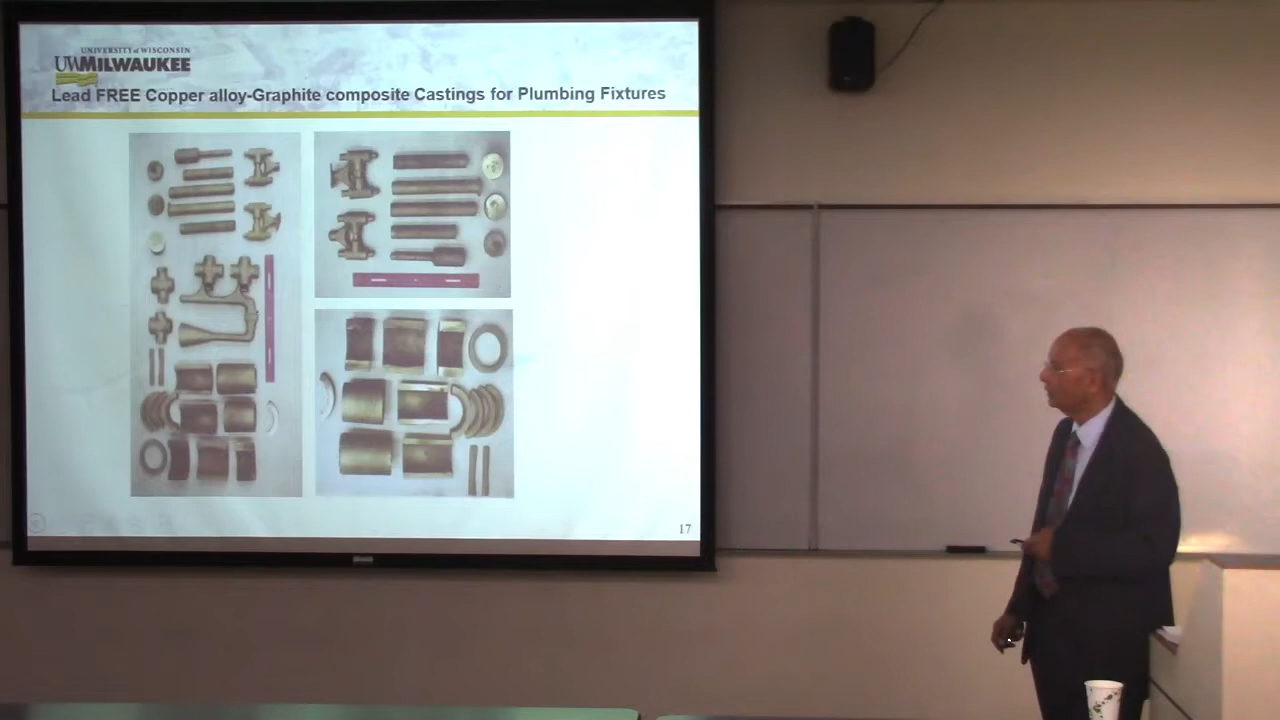 UNIVERSITY of WISCONSIN
UWMILWAUKEE
Lead FREE Copper alloy-Graphite composite Castings for Plumbing Fixtures
17